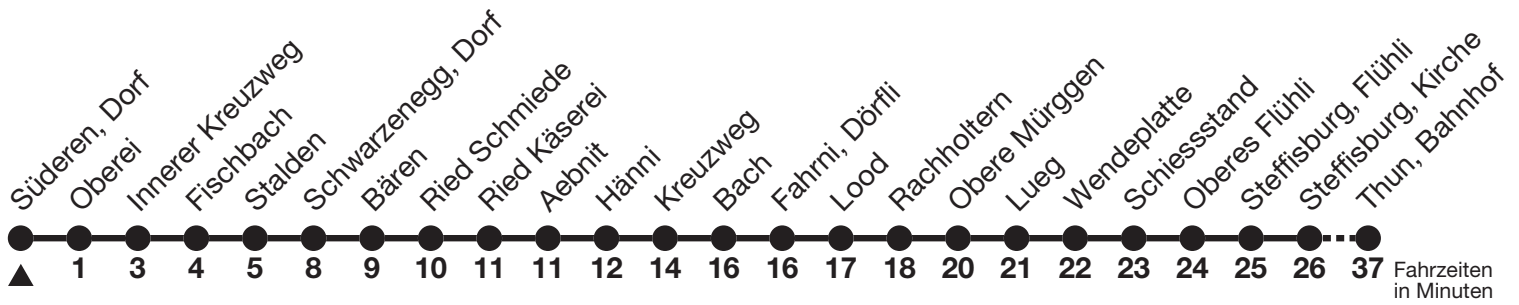 Süderen, Dorf
Oberei
Innerer Kreuzweg
Fischbach
Stalden
Schwarzenegg, Dorf
Bären
Ried Schmiede
Ried Käserei
Aebnit
Hänni
Kreuzweg
Bach
Fahrni, Dörfli
Lood
Rachholtern
Obere Mürggen
Lueg
Wendeplatte
Schiessstand
Oberes Flühli
Steffisburg, Flühli
Steffisburg, Kirche
Thun, Bahnhof
1 3 4 5 8 9 10 11 11 12 14 16 16 17 18 20 21 22 23 24 25 26 37 Fahrzeiten
in Minuten